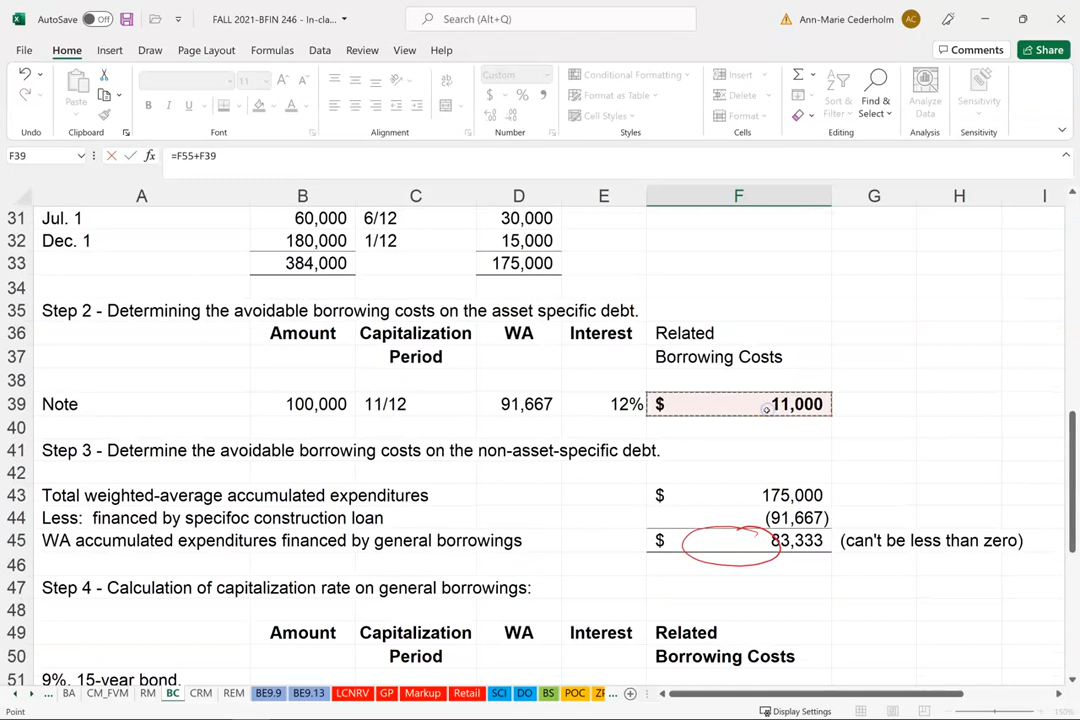 AutoSave Off FALL 2021-BFIN 246 - In-cla... Search (Alt+Q) Ann-Marie Cederholm AC
File Home Insert Draw Page Layout Formulas Data Review View Help Comments Share
Paste 11 Custom Conditional Formatting Insert Delete Sort & Filter Find & Select Analyze Data Sensitivity
B I U $ % Format as Table Cell Styles Format
Undo Clipboard Font Alignment Number Styles Cells Editing Analysis Sensitivity
F39 fx =F55+F39
A B C D E F G H I
31 Jul. 1 60,000 6/12 30,000
32 Dec. 1 180,000 1/12 15,000
33 384,000 175,000
34
35 Step 2 - Determining the avoidable borrowing costs on the asset specific debt.
36 Amount Capitalization WA Interest Related
37 Period Borrowing Costs
38
39 Note 100,000 11/12 91,667 12% $ 11,000
40
41 Step 3 - Determine the avoidable borrowing costs on the non-asset-specific debt.
42
43 Total weighted-average accumulated expenditures $ 175,000
44 Less: financed by specifoc construction loan (91,667)
45 WA accumulated expenditures financed by general borrowings $ 83,333 (can't be less than zero)
46
47 Step 4 - Calculation of capitalization rate on general borrowings:
48
49 Amount Capitalization WA Interest Related
50 Period Borrowing Costs
51 9%, 15-year bond.
... BA CM_FVM RM BC CRM REM BE9.9 BE9.13 LCNRV GP Markup Retail SCI DO BS POC ZF ...
Point Display Settings 150%